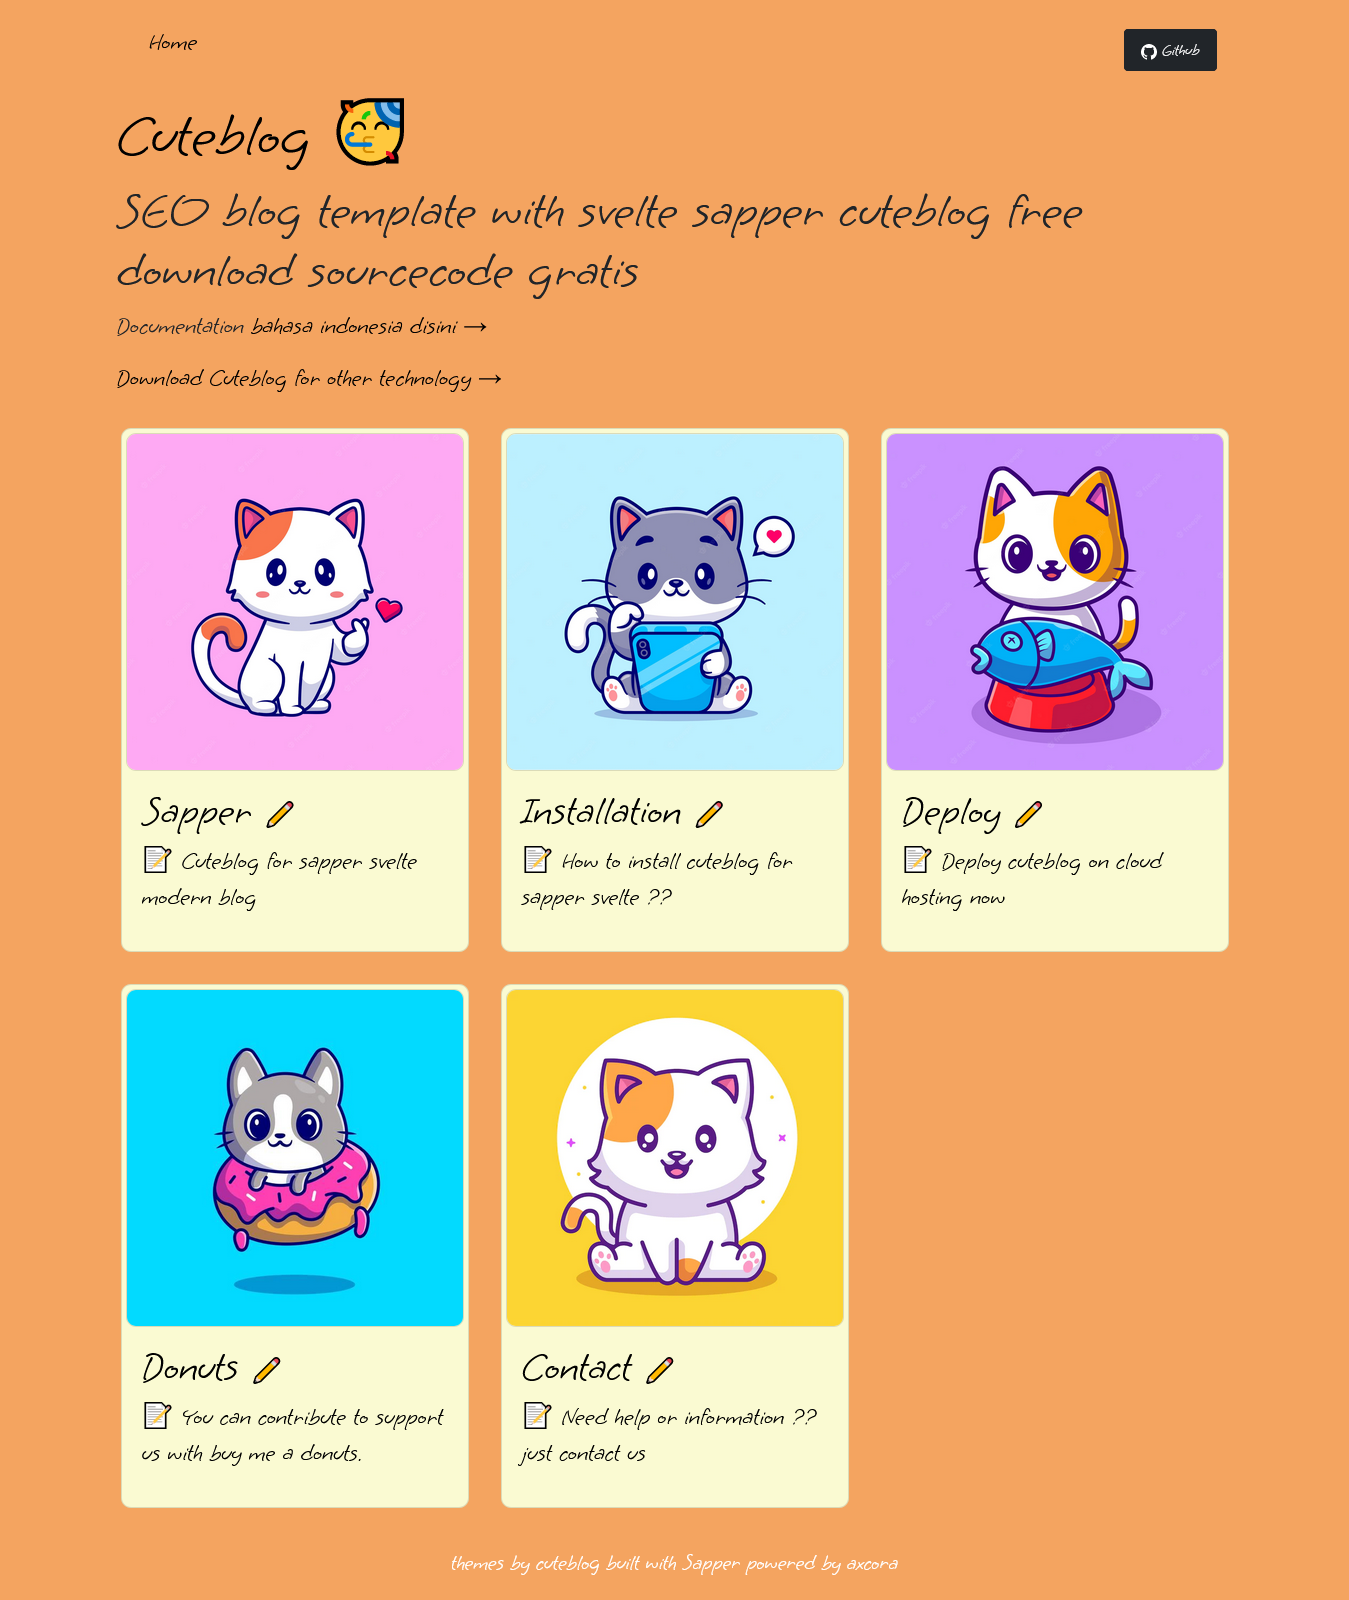 Home
Github
Cuteblog 🥳
SEO blog template with svelte sapper cuteblog free
download sourcecode gratis
Documentation bahasa indonesia disini →
Download Cuteblog for other technology →
Sapper ✏️
📝 Cuteblog for sapper svelte
modern blog
Installation ✏️
📝 How to install cuteblog for
sapper svelte ??
Deploy ✏️
📝 Deploy cuteblog on cloud
hosting now
Donuts ✏️
📝 You can contribute to support
us with buy me a donuts.
Contact ✏️
📝 Need help or information ??
just contact us
themes by cuteblog built with Sapper powered by axcora